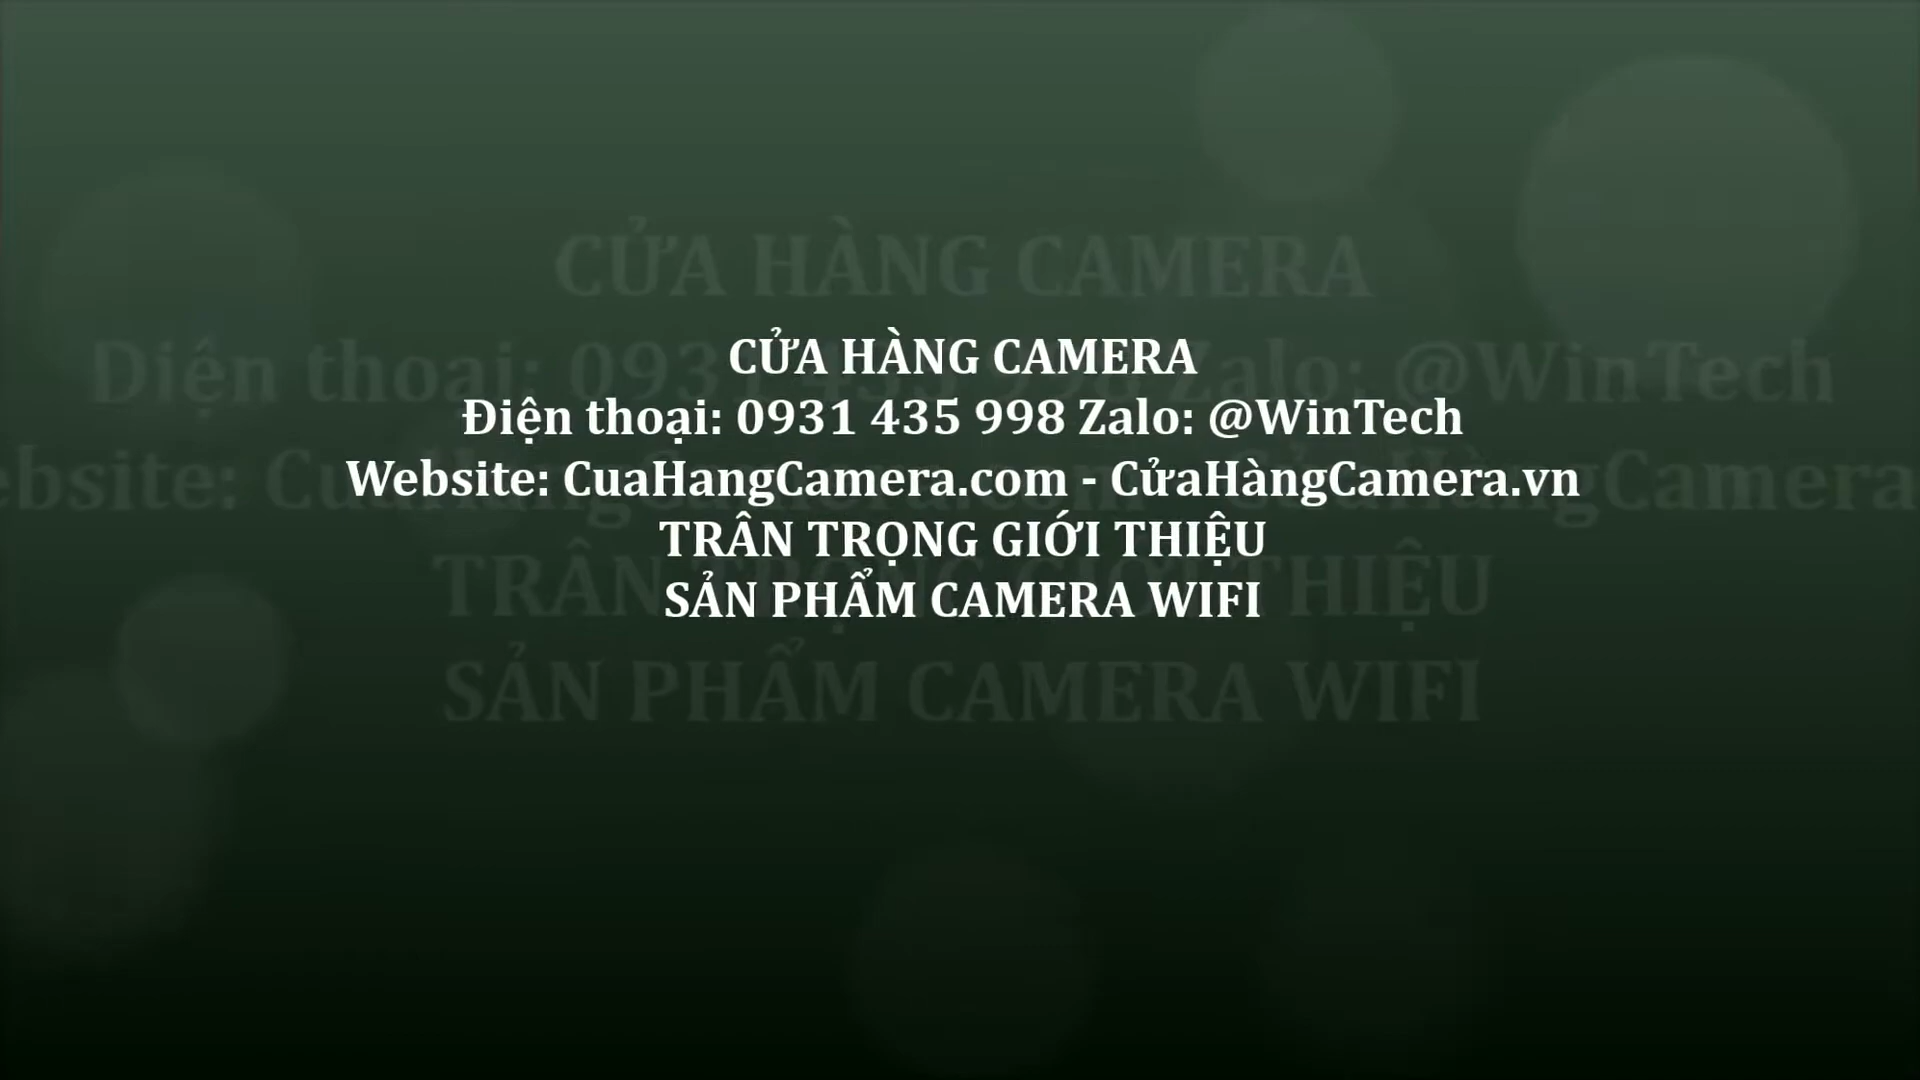 CỬA HÀNG CAMERA
Điện thoại: 0931 435 998 Zalo: @WinTech
Website: CuaHangCamera.com - CửaHàngCamera.vn
TRÂN TRỌNG GIỚI THIỆU
SẢN PHẨM CAMERA WIFI